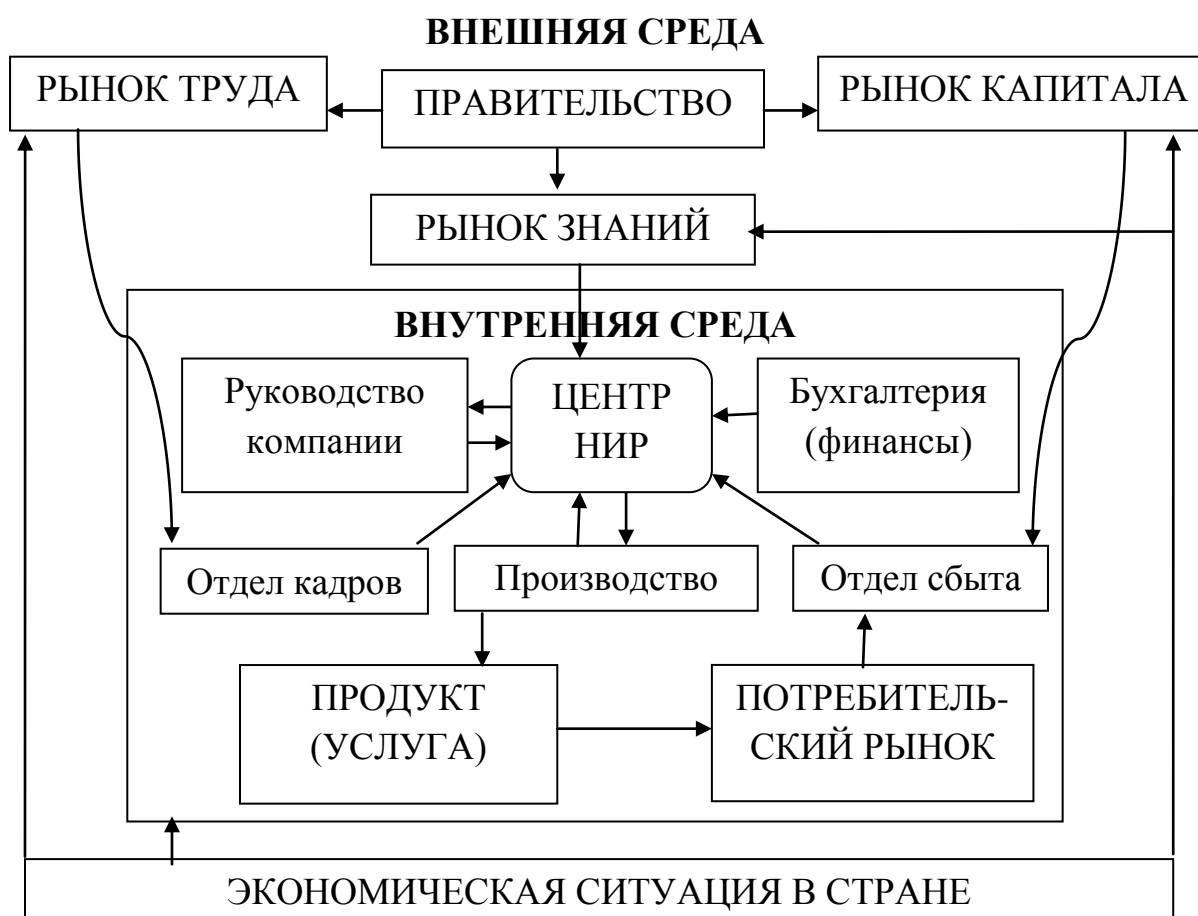 ВНЕШНЯЯ СРЕДА
РЫНОК ТРУДА
ПРАВИТЕЛЬСТВО
РЫНОК КАПИТАЛА
РЫНОК ЗНАНИЙ
ВНУТРЕННЯЯ СРЕДА
Руководство
компании
ЦЕНТР
НИР
Бухгалтерия
(финансы)
Отдел кадров
Производство
Отдел сбыта
ПРОДУКТ
(УСЛУГА)
ПОТРЕБИТЕЛЬ-
СКИЙ РЫНОК
ЭКОНОМИЧЕСКАЯ СИТУАЦИЯ В СТРАНЕ